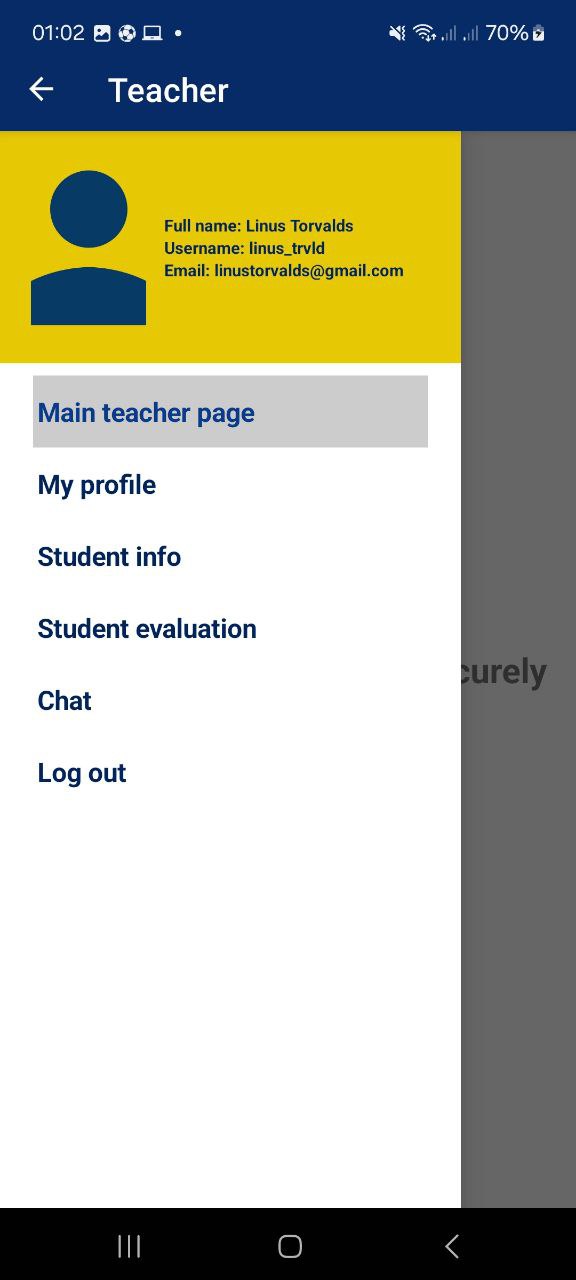 01:02
70%
Teacher
Full name: Linus Torvalds
Username: linus_trvld
Email: linustorvalds@gmail.com
Main teacher page
My profile
Student info
Student evaluation
curely
Chat
Log out